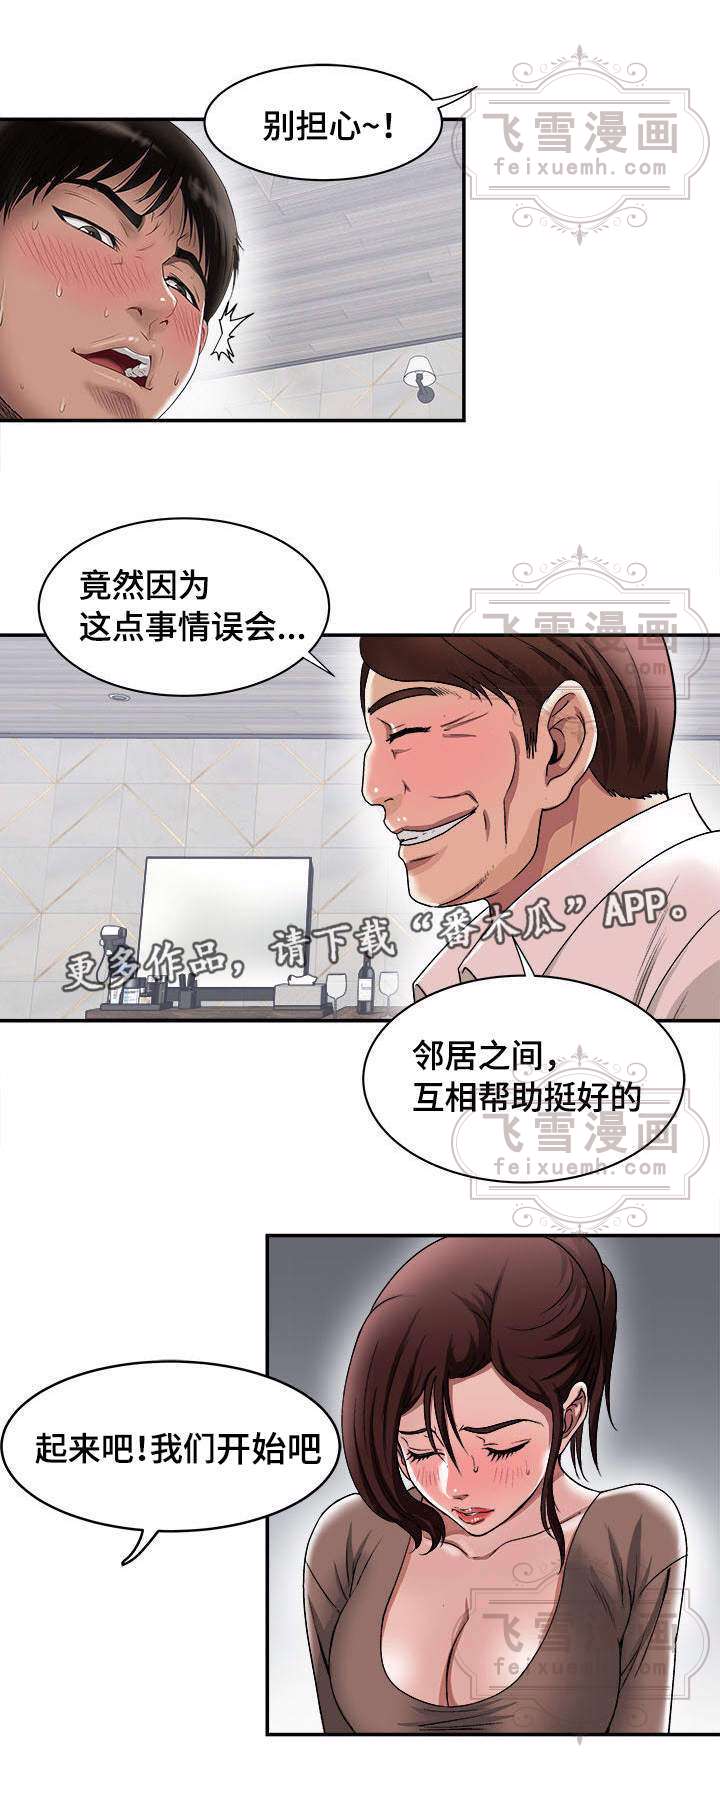 别担心~！
飞雪漫画
feixuemh.com
竟然因为
这点事情误会...
飞雪漫画
feixuemh.com
更多作品，请下载“番木瓜”APP。
邻居之间，
互相帮助挺好的
飞雪漫画
feixuemh.com
起来吧！我们开始吧
飞雪漫画
feixuemh.com